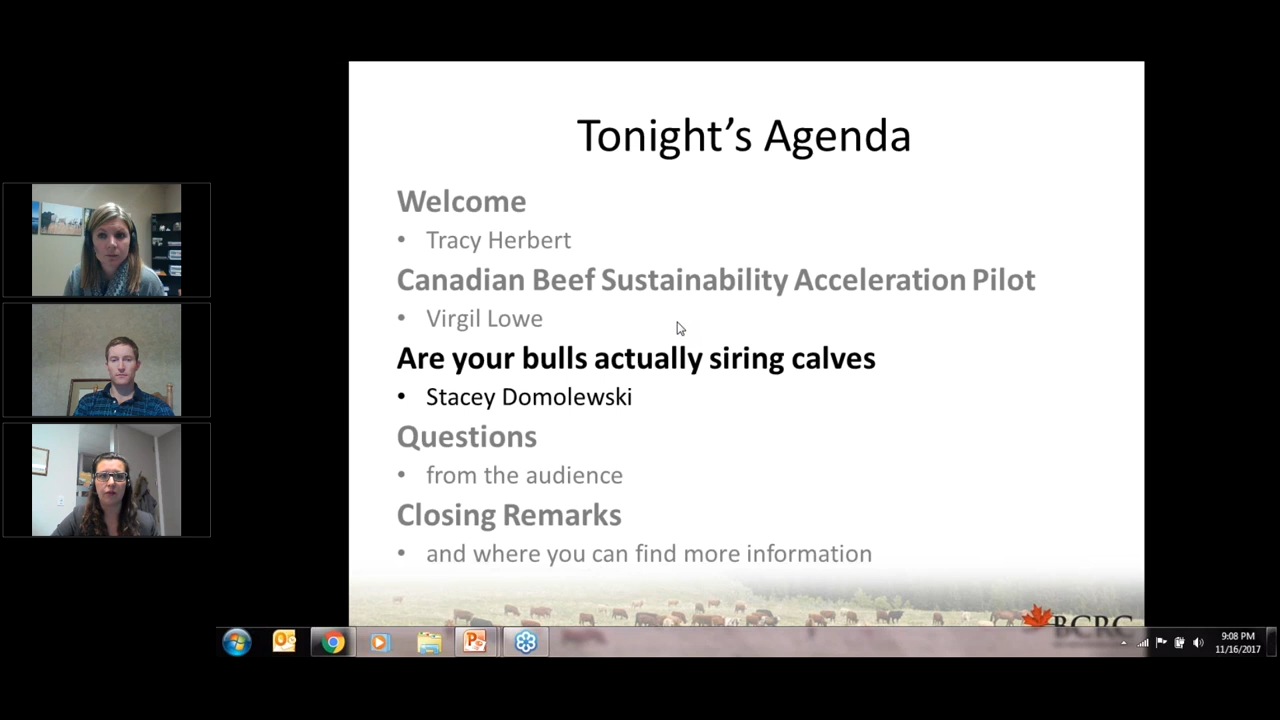 Tonight's Agenda
Welcome
• Tracy Herbert
Canadian Beef Sustainability Acceleration Pilot
• Virgil Lowe
Are your bulls actually siring calves
• Stacey Domolewski
Questions
• from the audience
Closing Remarks
• and where you can find more information
BCRC
9:08 PM
11/16/2017